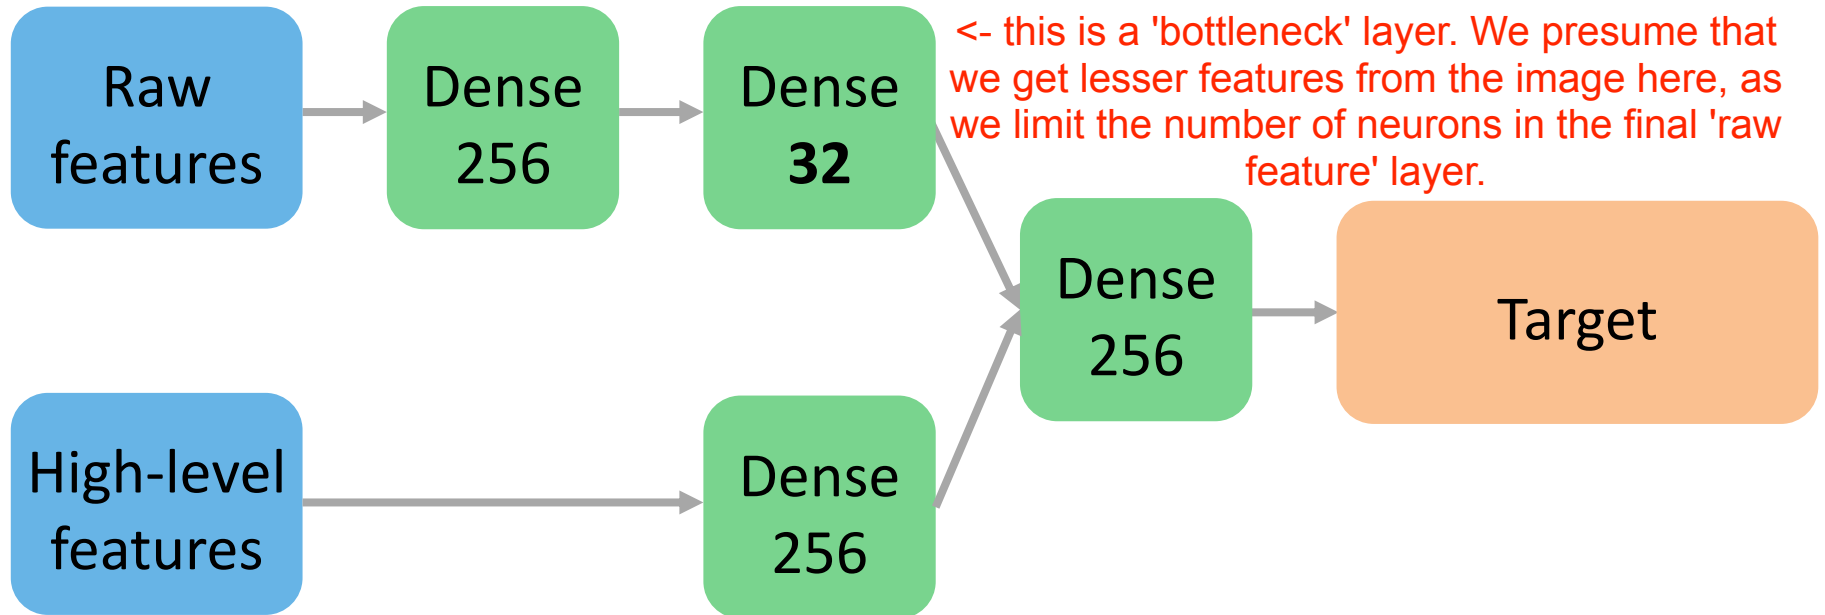 Raw
features
Dense
256
Dense
32
<- this is a 'bottleneck' layer. We presume that
we get lesser features from the image here, as
we limit the number of neurons in the final 'raw
feature' layer.
Dense
256
Target
High-level
features
Dense
256